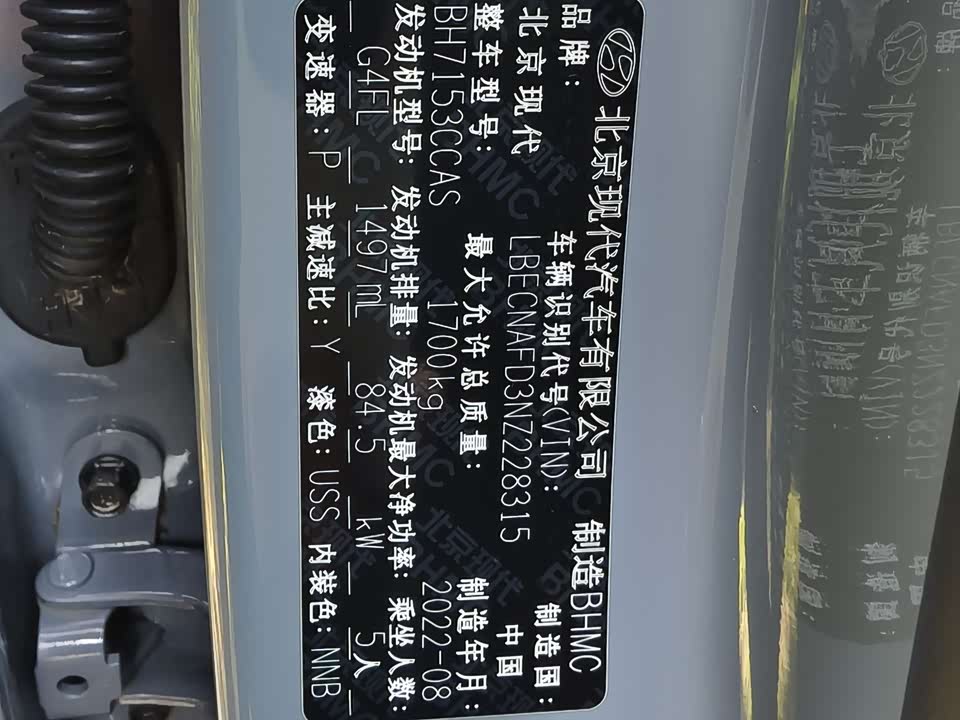 北京现代汽车有限公司 制造BHMC
品牌: 北京现代 车辆识别代号(VIN): LBECNAFD3NZ228315 制造国: 中国
整车型号: BH7153CCAS 最大允许总质量: 1700kg 制造年月: 2022-08
发动机型号: G4FL 发动机排量: 1497mL 发动机最大净功率: 84.5 kW 乘坐人数: 5人
变速器: P 主减速比: Y 漆色: USS 内装色: NNB